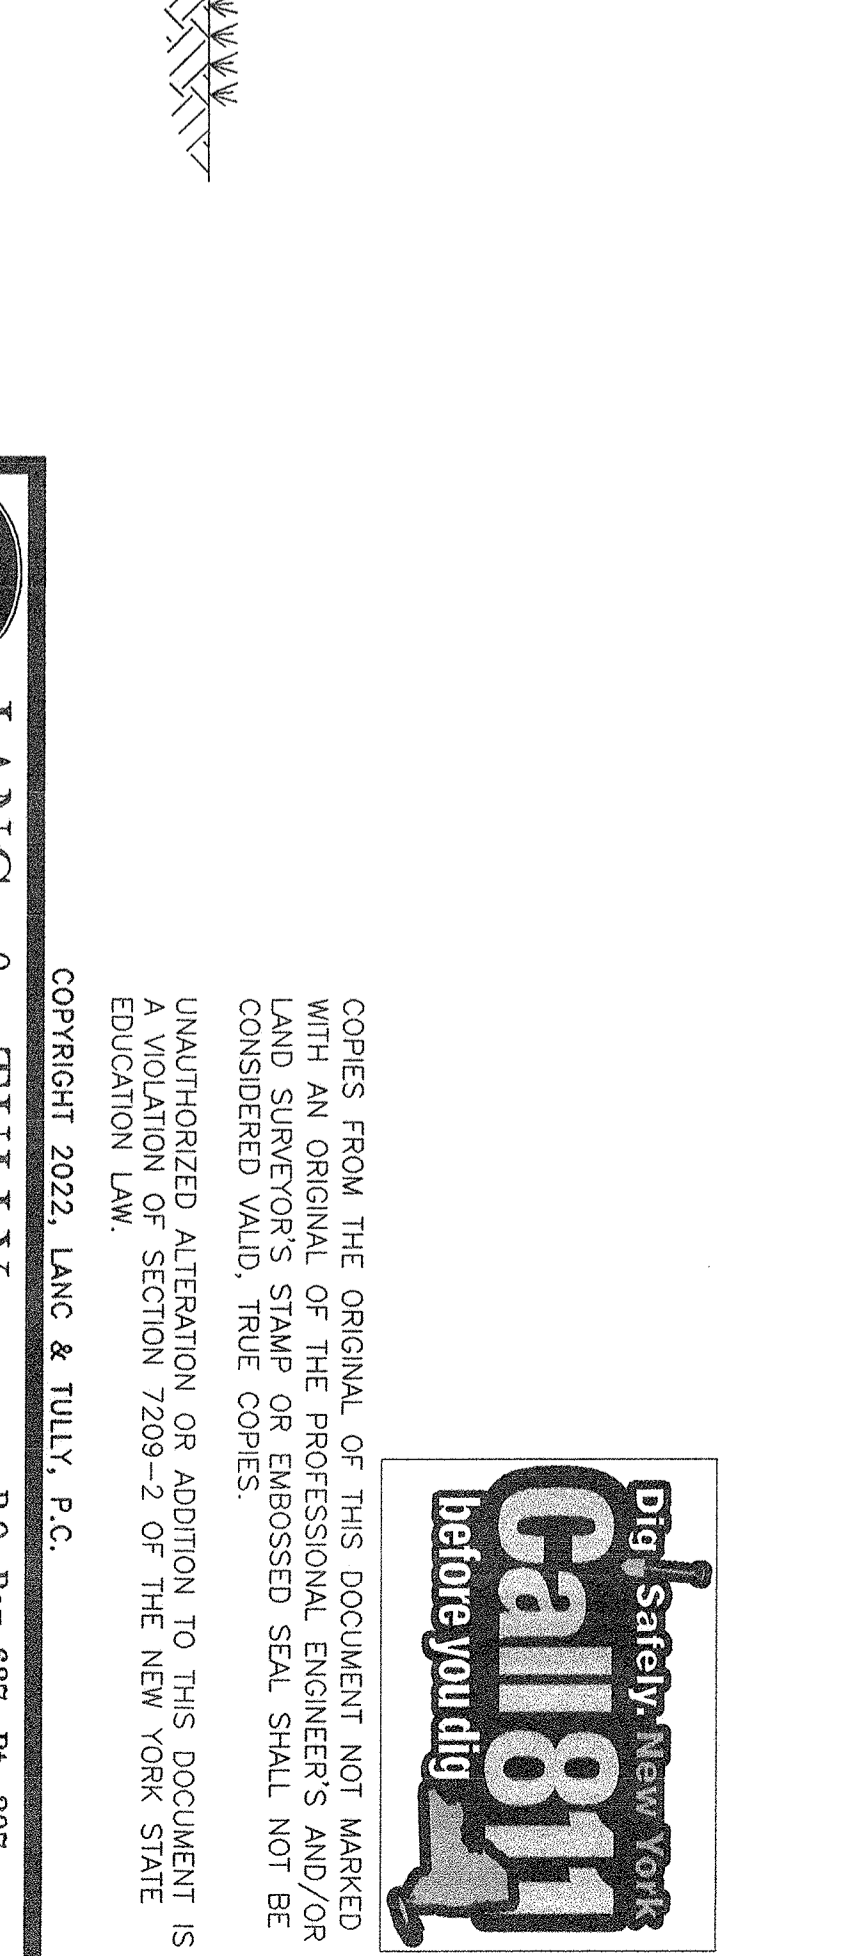 Dig Safely. New York
Call 811
before you dig
COPIES FROM THE ORIGINAL OF THIS DOCUMENT NOT MARKED
WITH AN ORIGINAL OF THE PROFESSIONAL ENGINEER'S AND/OR
LAND SURVEYOR'S STAMP OR EMBOSSED SEAL SHALL NOT BE
CONSIDERED VALID, TRUE COPIES.
UNAUTHORIZED ALTERATION OR ADDITION TO THIS DOCUMENT IS
A VIOLATION OF SECTION 7209-2 OF THE NEW YORK STATE
EDUCATION LAW.
COPYRIGHT 2022, LANC & TULLY, P.C.